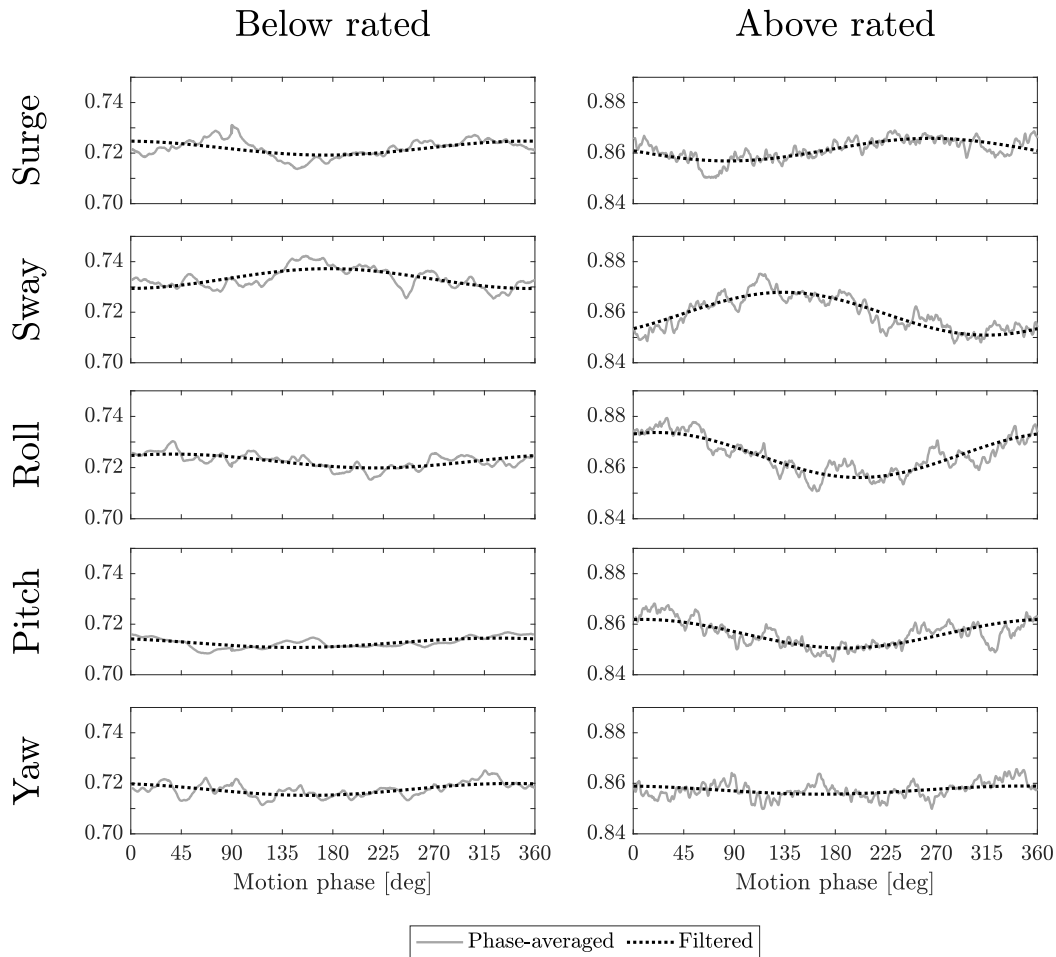 Below rated
Above rated
Surge
0.74
0.72
0.70
0.88
0.86
0.84
Sway
0.74
0.72
0.70
0.88
0.86
0.84
Roll
0.74
0.72
0.70
0.88
0.86
0.84
Pitch
0.74
0.72
0.70
0.88
0.86
0.84
Yaw
0.74
0.72
0.70
0.88
0.86
0.84
0 45 90 135 180 225 270 315 360
0 45 90 135 180 225 270 315 360
Motion phase [deg]
Motion phase [deg]
Phase-averaged Filtered